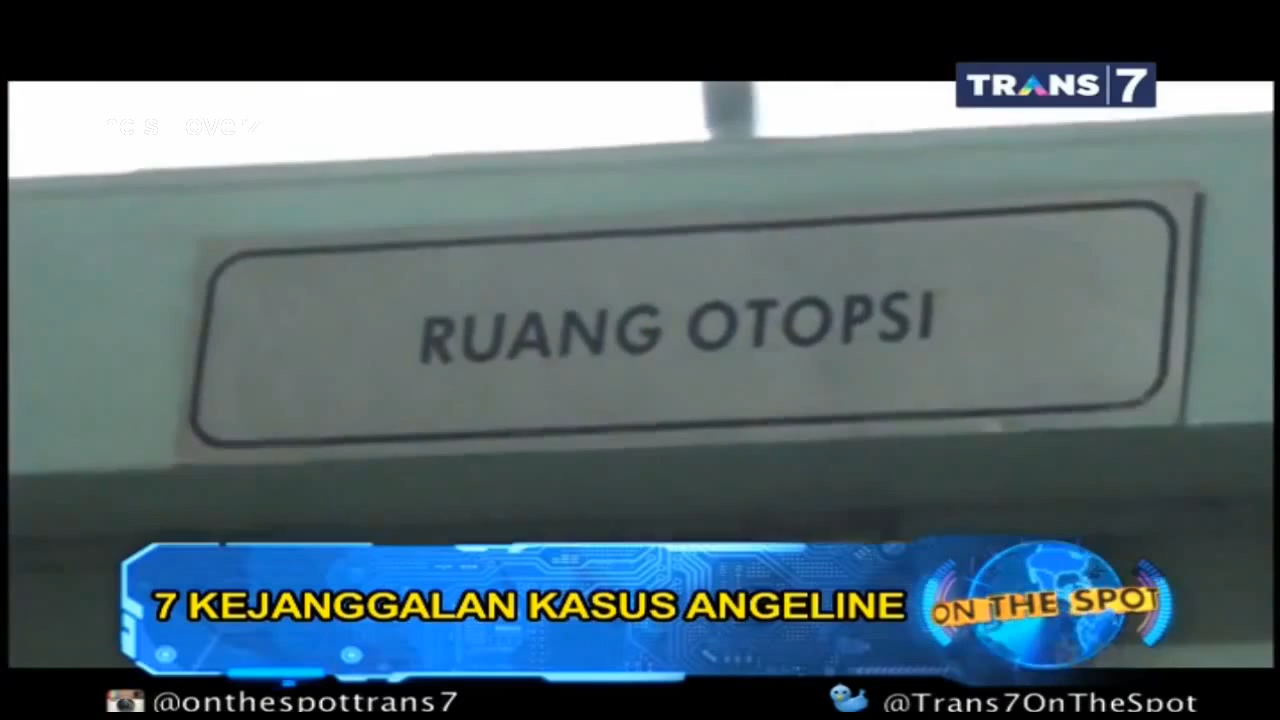 TRANS|7
RUANG OTOPSI
7 KEJANGGALAN KASUS ANGELINE
ON THE SPOT
@onthespottrans7
@Trans7OnTheSpot